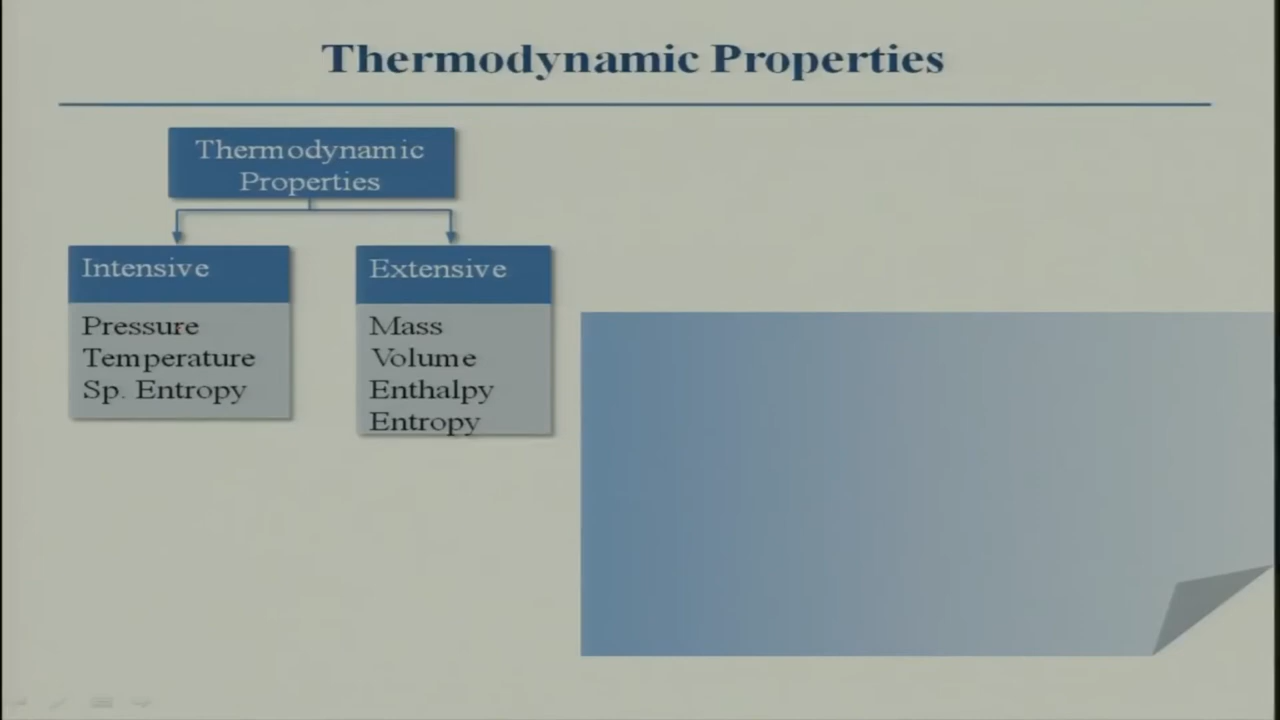 Thermodynamic Properties
Thermodynamic
Properties
Intensive
Pressure
Temperature
Sp. Entropy
Extensive
Mass
Volume
Enthalpy
Entropy